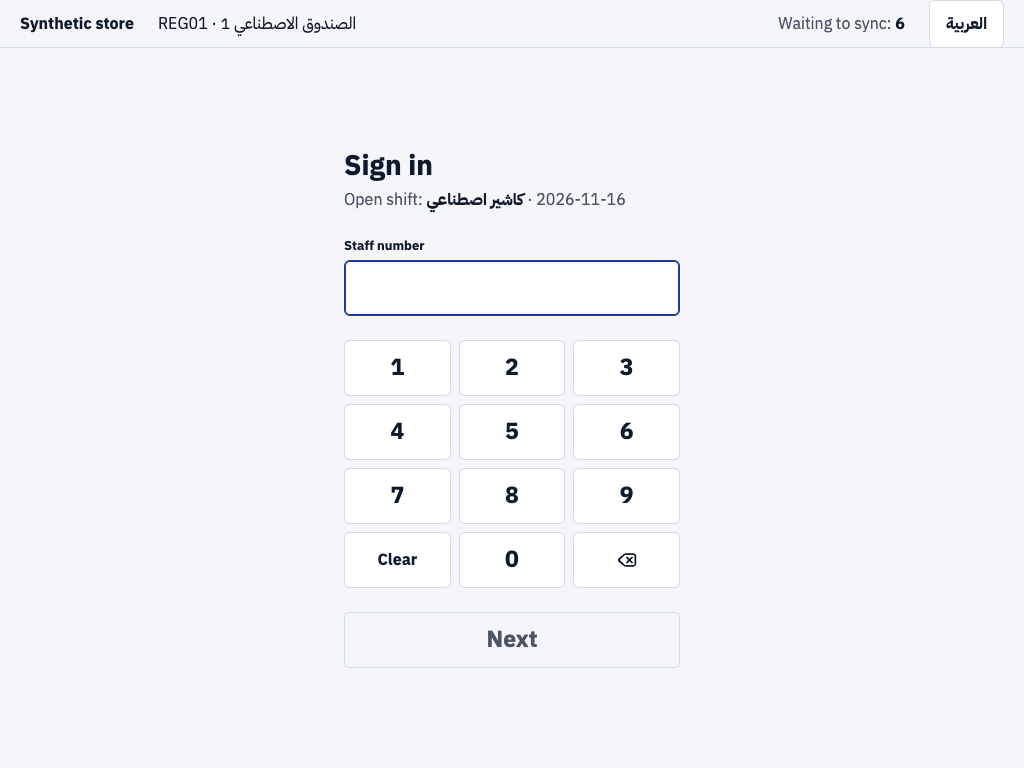 Synthetic store
REG01 · الصندوق الاصطناعي 1
Waiting to sync: 6
العربية
Sign in
Open shift: كاشير اصطناعي · 2026-11-16
Staff number
1 2 3
4 5 6
7 8 9
Clear 0
Next